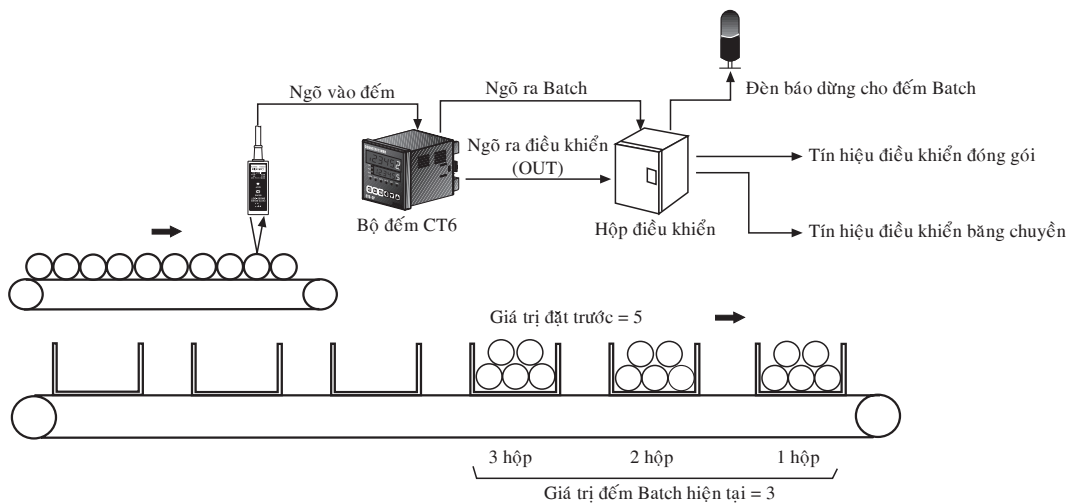 Ngõ vào đếm
Ngõ ra Batch
Đèn báo dừng cho đếm Batch
Ngõ ra điều khiển
(OUT)
Tín hiệu điều khiển đóng gói
Bộ đếm CT6
Hộp điều khiển
Tín hiệu điều khiển băng chuyền
Giá trị đặt trước = 5
3 hộp
2 hộp
1 hộp
Giá trị đếm Batch hiện tại = 3